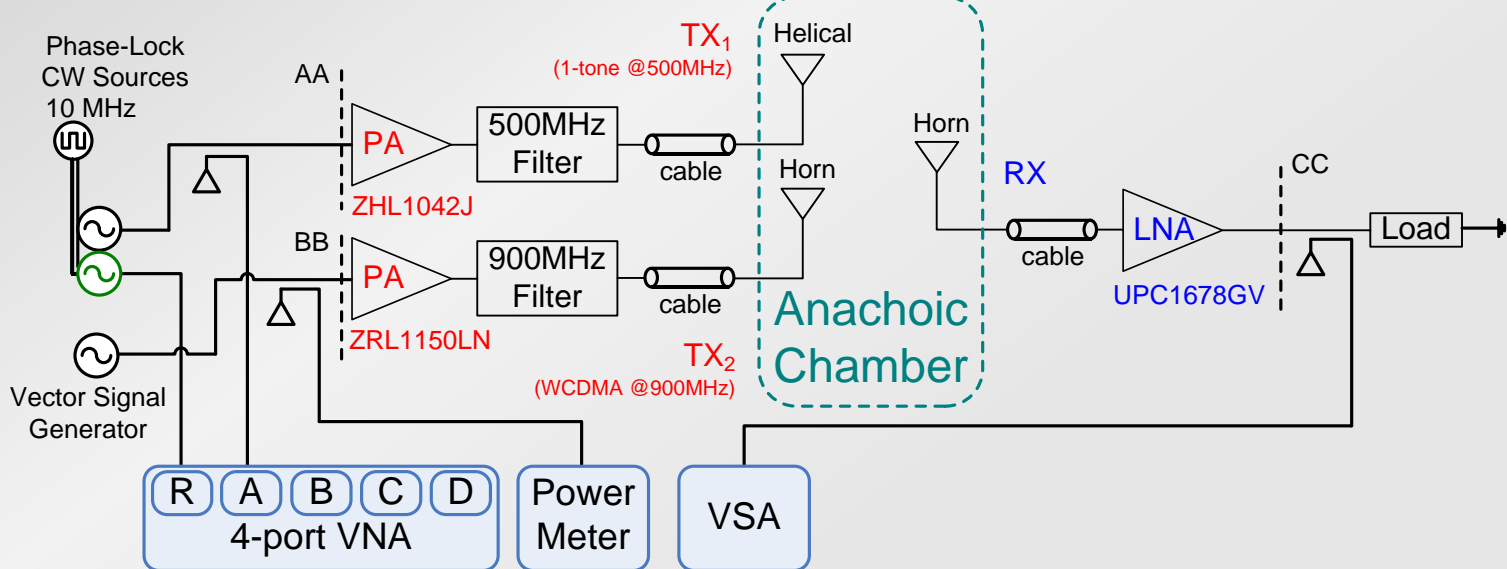 Phase-Lock
CW Sources
10 MHz
AA
TX1
(1-tone @500MHz)
Helical
PA
500MHz
Filter
cable
ZHL1042J
Horn
Horn
RX
CC
BB
PA
900MHz
Filter
cable
ZRL1150LN
cable
LNA
Load
UPC1678GV
TX2
(WCDMA @900MHz)
Anachoic
Chamber
Vector Signal
Generator
R A B C D
4-port VNA
Power
Meter
VSA